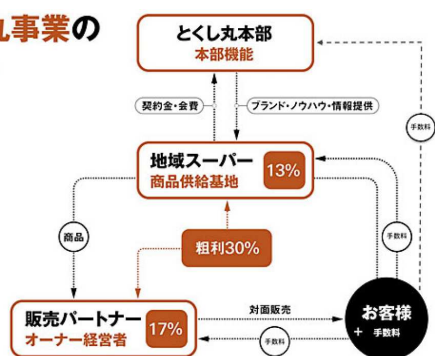 丸事業の
とくし丸本部
本部機能
契約金・会費
ブランド・ノウハウ・情報提供
手数料
地域スーパー
商品供給基地
13%
商品
粗利30%
手数料
販売パートナー
オーナー経営者
17%
対面販売
手数料
お客様
+ 手数料